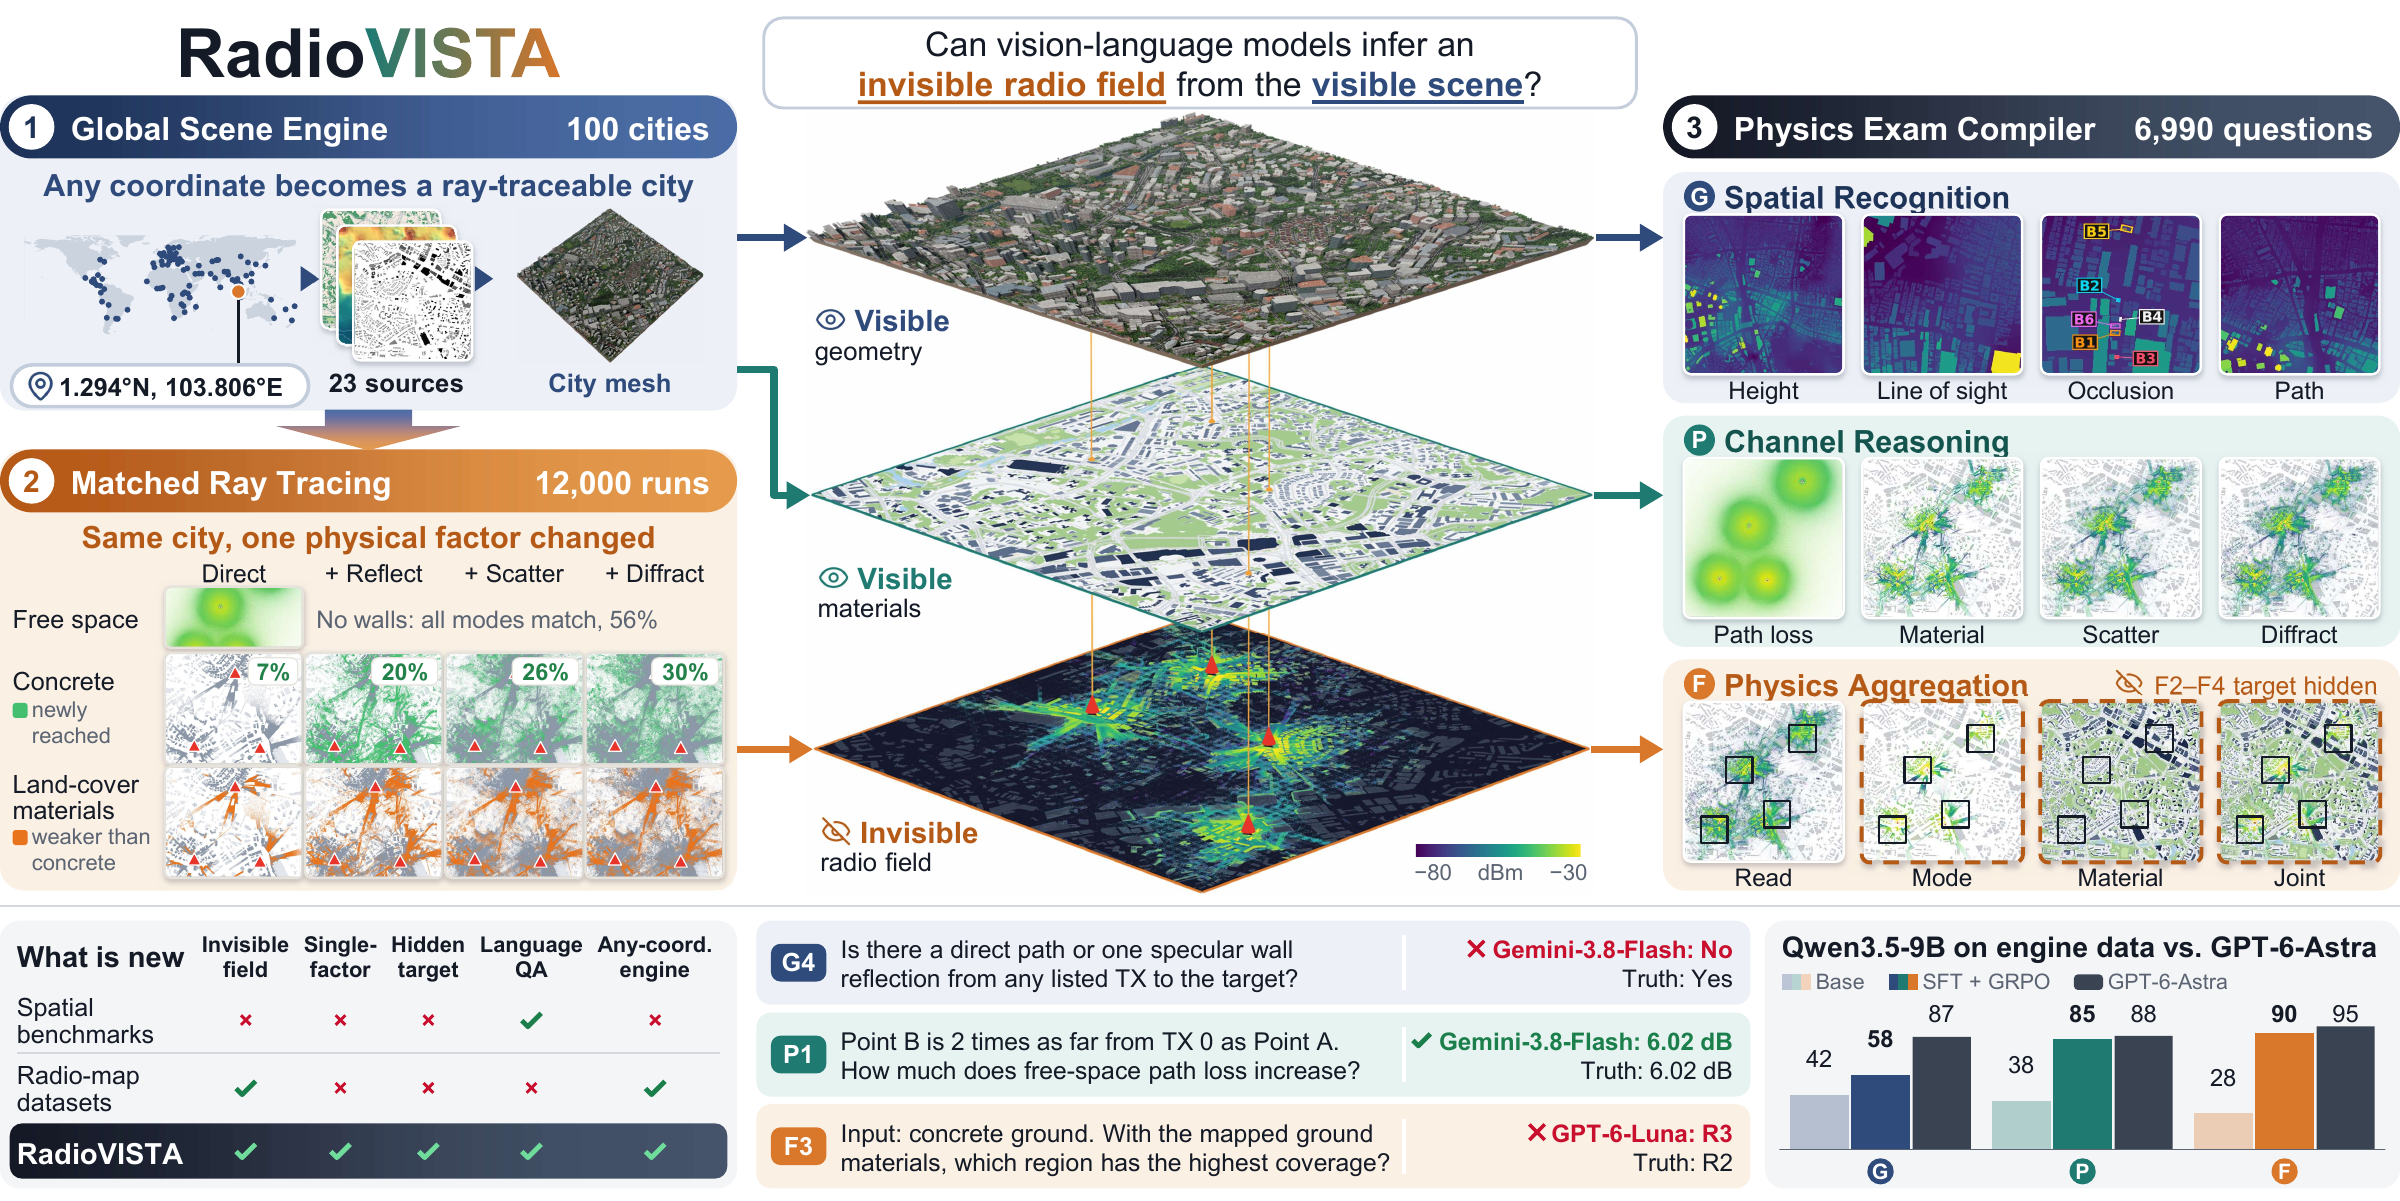 RadioVISTA
Can vision-language models infer an
invisible radio field from the visible scene?
1 Global Scene Engine 100 cities
Any coordinate becomes a ray-traceable city
1.294°N, 103.806°E
23 sources
City mesh
2 Matched Ray Tracing 12,000 runs
Same city, one physical factor changed
Direct + Reflect + Scatter + Diffract
Free space
No walls: all modes match, 56%
Concrete
newly
reached
7% 20% 26% 30%
Land-cover
materials
weaker than
concrete
Visible
geometry
Visible
materials
Invisible
radio field
−80 dBm −30
3 Physics Exam Compiler 6,990 questions
G Spatial Recognition
B5
B2
B4
B6
B1
B3
Height Line of sight Occlusion Path
P Channel Reasoning
Path loss Material Scatter Diffract
F Physics Aggregation F2–F4 target hidden
Read Mode Material Joint
What is new
Invisible
field
Single-
factor
Hidden
target
Language
QA
Any-coord.
engine
Spatial
benchmarks
Radio-map
datasets
RadioVISTA
G4
Is there a direct path or one specular wall
reflection from any listed TX to the target?
Gemini-3.8-Flash: No
Truth: Yes
P1
Point B is 2 times as far from TX 0 as Point A.
How much does free-space path loss increase?
Gemini-3.8-Flash: 6.02 dB
Truth: 6.02 dB
F3
Input: concrete ground. With the mapped ground
materials, which region has the highest coverage?
GPT-6-Luna: R3
Truth: R2
Qwen3.5-9B on engine data vs. GPT-6-Astra
Base SFT + GRPO GPT-6-Astra
42 58 87 38 85 88 28 90 95
G P F